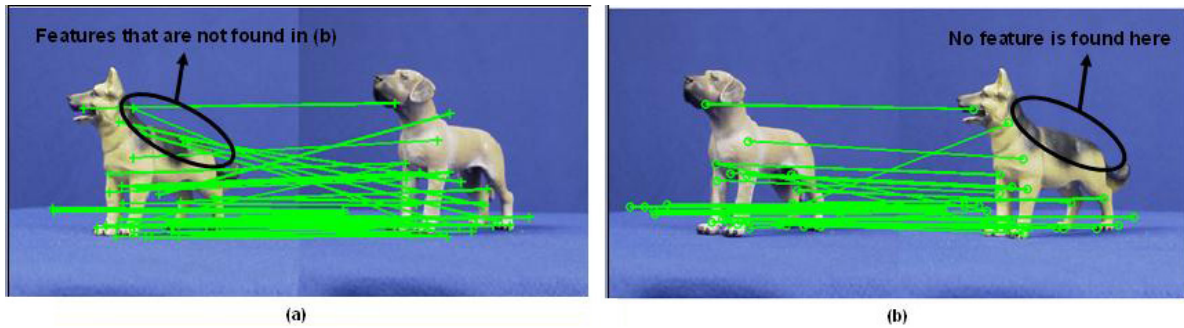 Features that are not found in (b)
No feature is found here
(a)
(b)